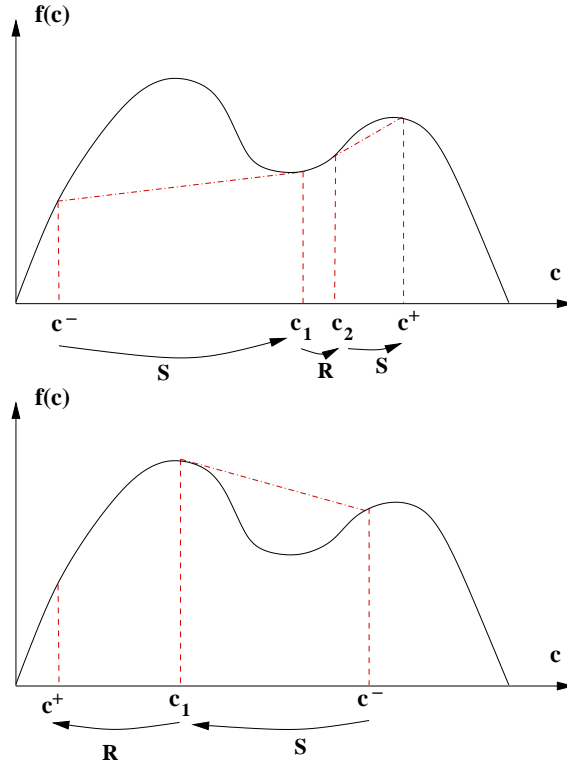 f(c)
c
c⁻ c₁ c₂ c⁺
S R S
f(c)
c
c⁺ c₁ c⁻
R S